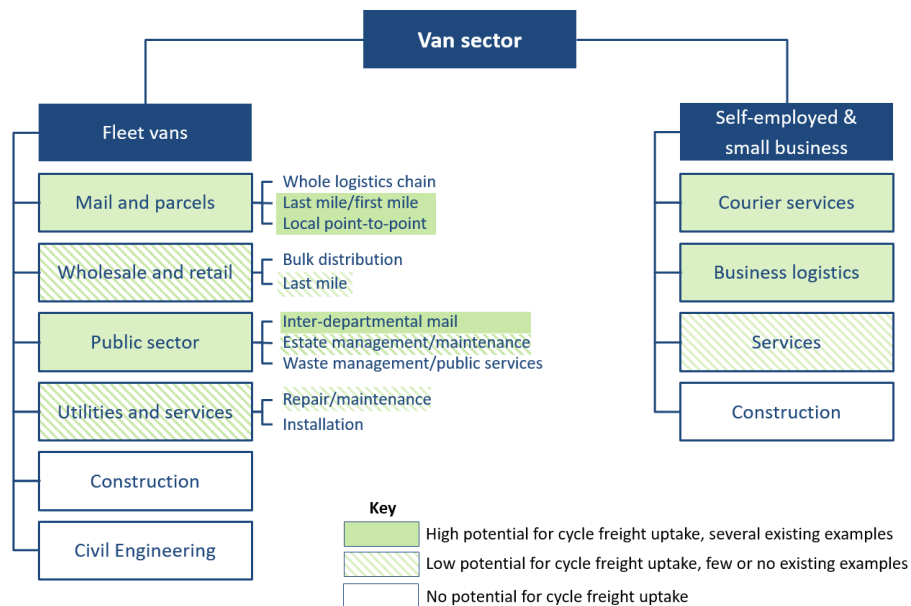 Van sector
Fleet vans
Mail and parcels
Whole logistics chain
Last mile/first mile
Local point-to-point
Wholesale and retail
Bulk distribution
Last mile
Public sector
Inter-departmental mail
Estate management/maintenance
Waste management/public services
Utilities and services
Repair/maintenance
Installation
Construction
Civil Engineering
Self-employed &
small business
Courier services
Business logistics
Services
Construction
Key
High potential for cycle freight uptake, several existing examples
Low potential for cycle freight uptake, few or no existing examples
No potential for cycle freight uptake